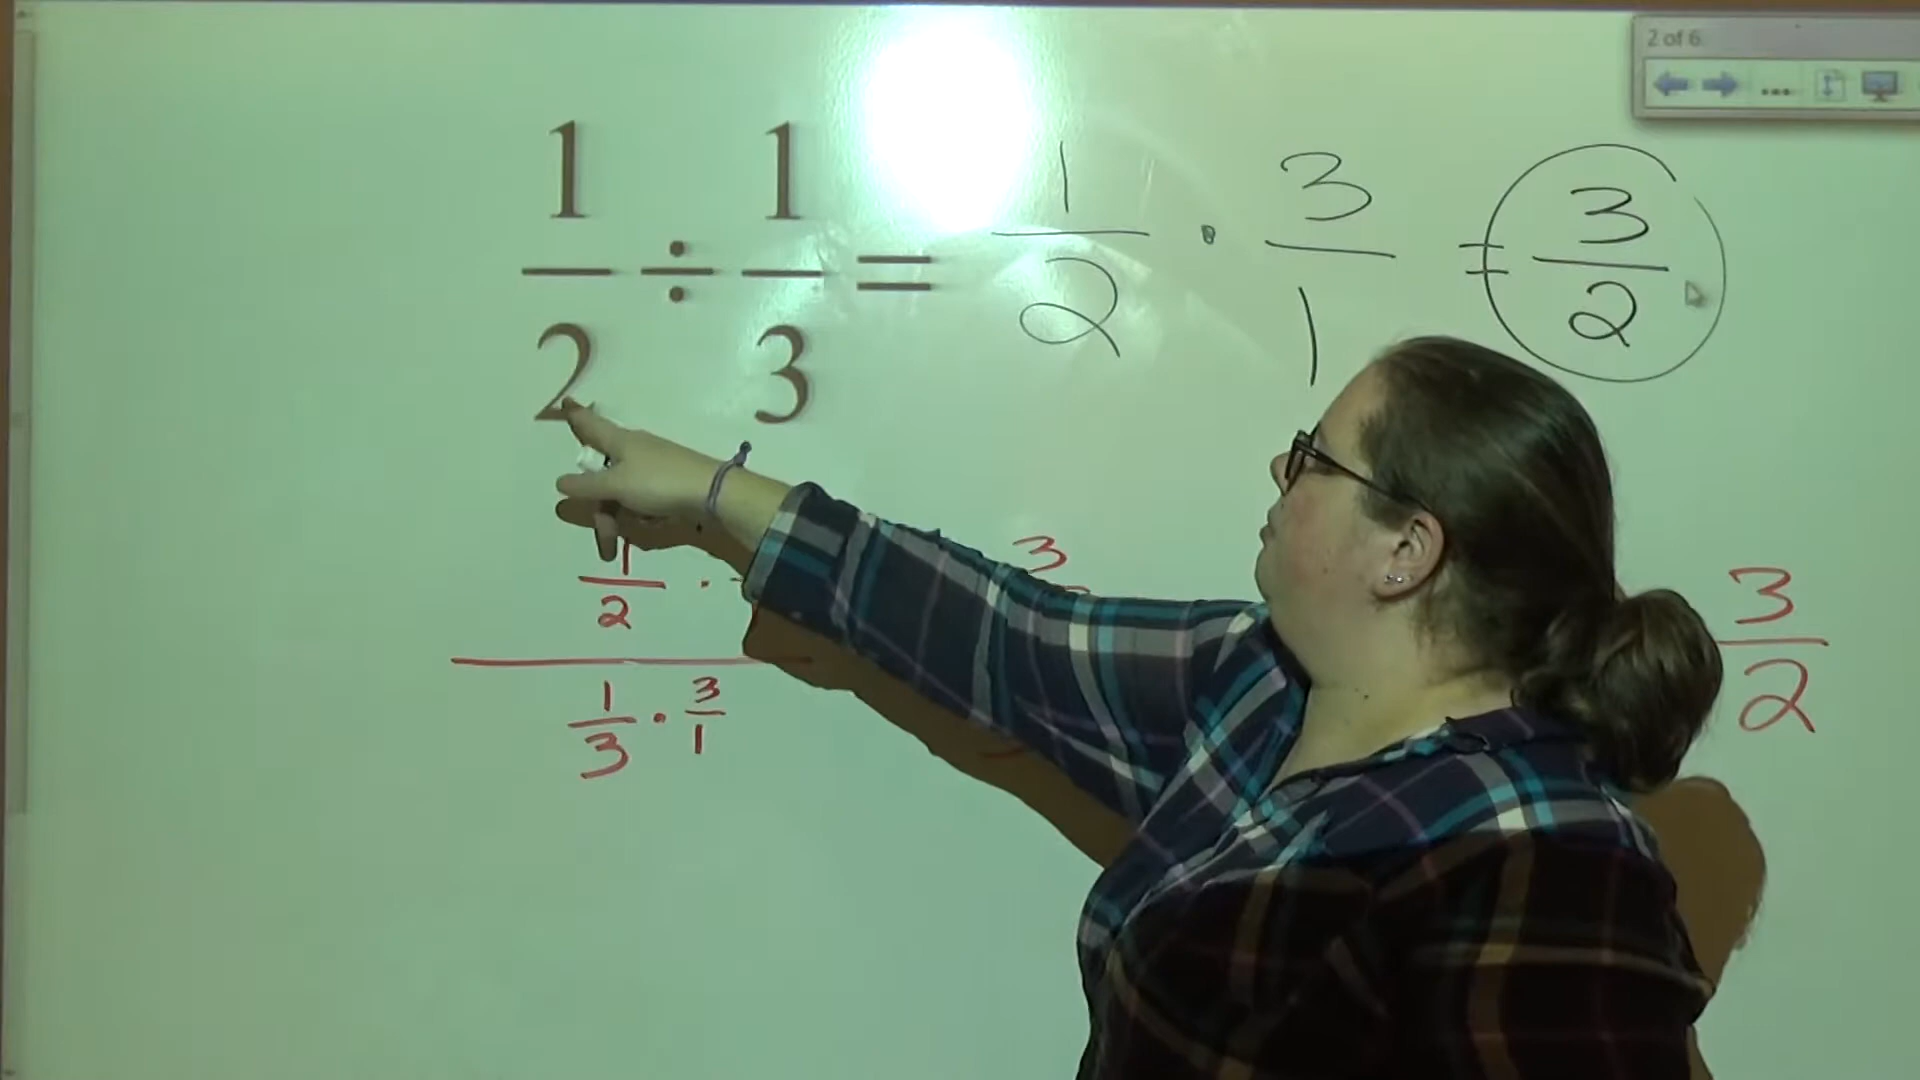 2 of 6
1/2 ÷ 1/3 = 1/2 · 3/1 = 3/2
1/2 ·
1/3 · 3/1
3
3/2